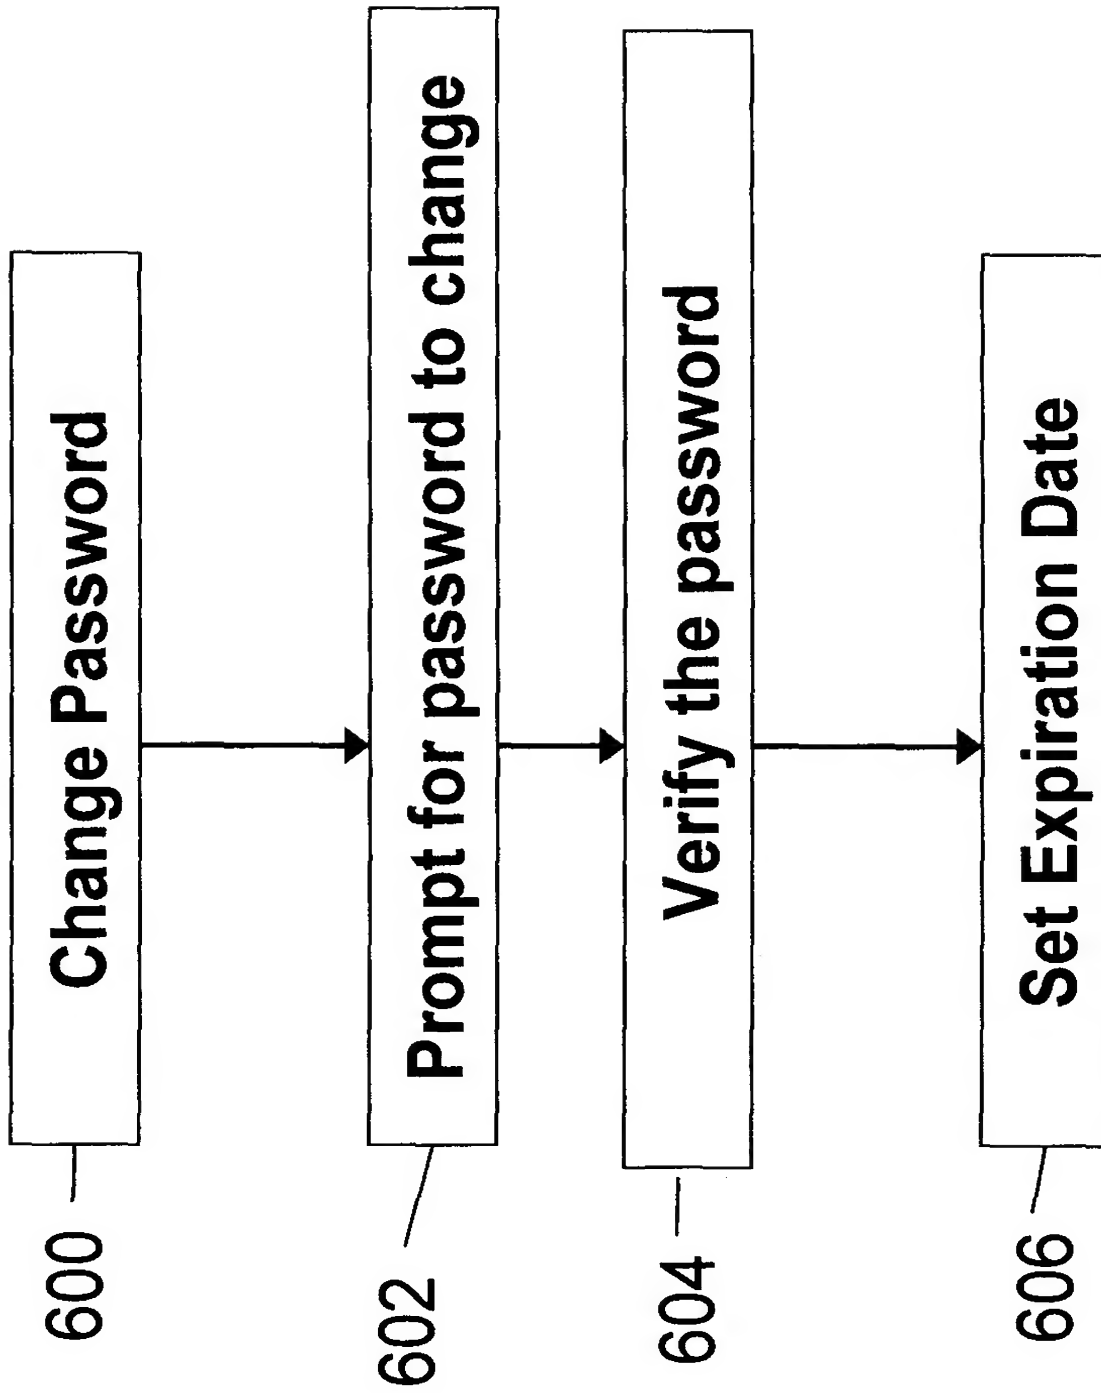 600
Change Password
602
Prompt for password to change
604
Verify the password
606
Set Expiration Date